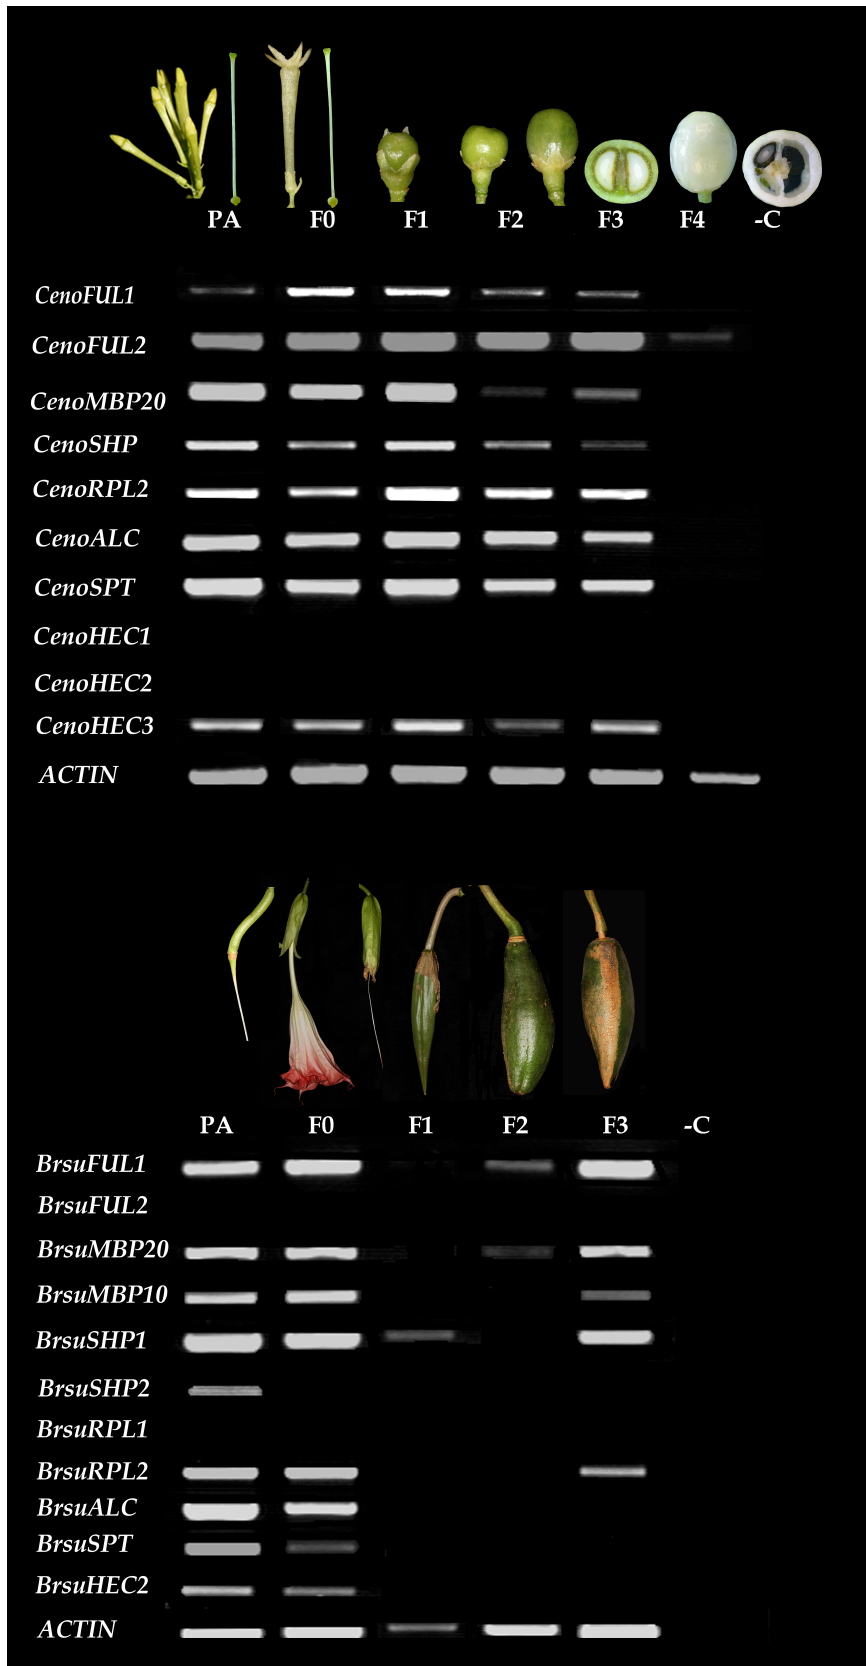 PA F0 F1 F2 F3 F4 -C
CenoFUL1
CenoFUL2
CenoMBP20
CenoSHP
CenoRPL2
CenoALC
CenoSPT
CenoHEC1
CenoHEC2
CenoHEC3
ACTIN
PA F0 F1 F2 F3 -C
BrsuFUL1
BrsuFUL2
BrsuMBP20
BrsuMBP10
BrsuSHP1
BrsuSHP2
BrsuRPL1
BrsuRPL2
BrsuALC
BrsuSPT
BrsuHEC2
ACTIN